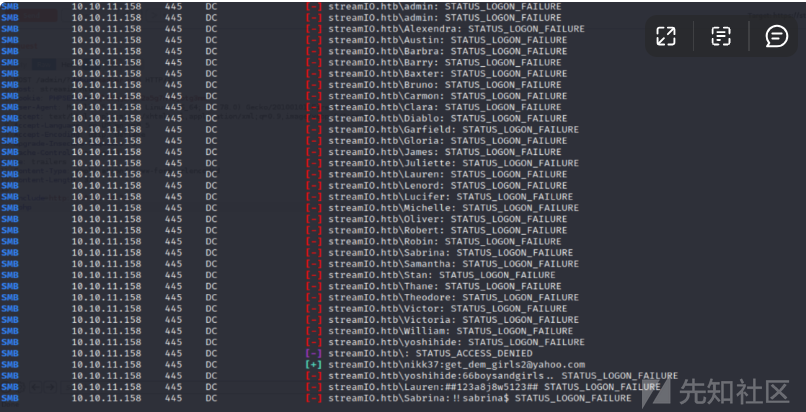 SMB 10.10.11.158 445 DC [-] streamIO.htb\admin: STATUS_LOGON_FAILURE
SMB 10.10.11.158 445 DC [-] streamIO.htb\admin: STATUS_LOGON_FAILURE
SMB 10.10.11.158 445 DC [-] streamIO.htb\Alexendra: STATUS_LOGON_FAILURE
SMB 10.10.11.158 445 DC [-] streamIO.htb\Austin: STATUS_LOGON_FAILURE
SMB 10.10.11.158 445 DC [-] streamIO.htb\Barbra: STATUS_LOGON_FAILURE
SMB 10.10.11.158 445 DC [-] streamIO.htb\Barry: STATUS_LOGON_FAILURE
SMB 10.10.11.158 445 DC [-] streamIO.htb\Baxter: STATUS_LOGON_FAILURE
SMB 10.10.11.158 445 DC [-] streamIO.htb\Bruno: STATUS_LOGON_FAILURE
SMB 10.10.11.158 445 DC [-] streamIO.htb\Carmon: STATUS_LOGON_FAILURE
SMB 10.10.11.158 445 DC [-] streamIO.htb\Clara: STATUS_LOGON_FAILURE
SMB 10.10.11.158 445 DC [-] streamIO.htb\Diablo: STATUS_LOGON_FAILURE
SMB 10.10.11.158 445 DC [-] streamIO.htb\Garfield: STATUS_LOGON_FAILURE
SMB 10.10.11.158 445 DC [-] streamIO.htb\Gloria: STATUS_LOGON_FAILURE
SMB 10.10.11.158 445 DC [-] streamIO.htb\James: STATUS_LOGON_FAILURE
SMB 10.10.11.158 445 DC [-] streamIO.htb\Juliette: STATUS_LOGON_FAILURE
SMB 10.10.11.158 445 DC [-] streamIO.htb\Lauren: STATUS_LOGON_FAILURE
SMB 10.10.11.158 445 DC [-] streamIO.htb\Lenord: STATUS_LOGON_FAILURE
SMB 10.10.11.158 445 DC [-] streamIO.htb\Lucifer: STATUS_LOGON_FAILURE
SMB 10.10.11.158 445 DC [-] streamIO.htb\Michelle: STATUS_LOGON_FAILURE
SMB 10.10.11.158 445 DC [-] streamIO.htb\Oliver: STATUS_LOGON_FAILURE
SMB 10.10.11.158 445 DC [-] streamIO.htb\Robert: STATUS_LOGON_FAILURE
SMB 10.10.11.158 445 DC [-] streamIO.htb\Robin: STATUS_LOGON_FAILURE
SMB 10.10.11.158 445 DC [-] streamIO.htb\Sabrina: STATUS_LOGON_FAILURE
SMB 10.10.11.158 445 DC [-] streamIO.htb\Samantha: STATUS_LOGON_FAILURE
SMB 10.10.11.158 445 DC [-] streamIO.htb\Stan: STATUS_LOGON_FAILURE
SMB 10.10.11.158 445 DC [-] streamIO.htb\Thane: STATUS_LOGON_FAILURE
SMB 10.10.11.158 445 DC [-] streamIO.htb\Theodore: STATUS_LOGON_FAILURE
SMB 10.10.11.158 445 DC [-] streamIO.htb\Victor: STATUS_LOGON_FAILURE
SMB 10.10.11.158 445 DC [-] streamIO.htb\Victoria: STATUS_LOGON_FAILURE
SMB 10.10.11.158 445 DC [-] streamIO.htb\William: STATUS_LOGON_FAILURE
SMB 10.10.11.158 445 DC [-] streamIO.htb\yoshihide: STATUS_LOGON_FAILURE
SMB 10.10.11.158 445 DC [-] streamIO.htb\: STATUS_ACCESS_DENIED
SMB 10.10.11.158 445 DC [+] streamIO.htb\nikk37:get_dem_girls2@yahoo.com
SMB 10.10.11.158 445 DC [-] streamIO.htb\yoshihide:66boysandgirls.. STATUS_LOGON_FAILURE
SMB 10.10.11.158 445 DC [-] streamIO.htb\Lauren:##123a8j8w5123## STATUS_LOGON_FAILURE
SMB 10.10.11.158 445 DC [-] streamIO.htb\Sabrina:!!sabrina$ STATUS_LOGON_FAILURE
先知社区